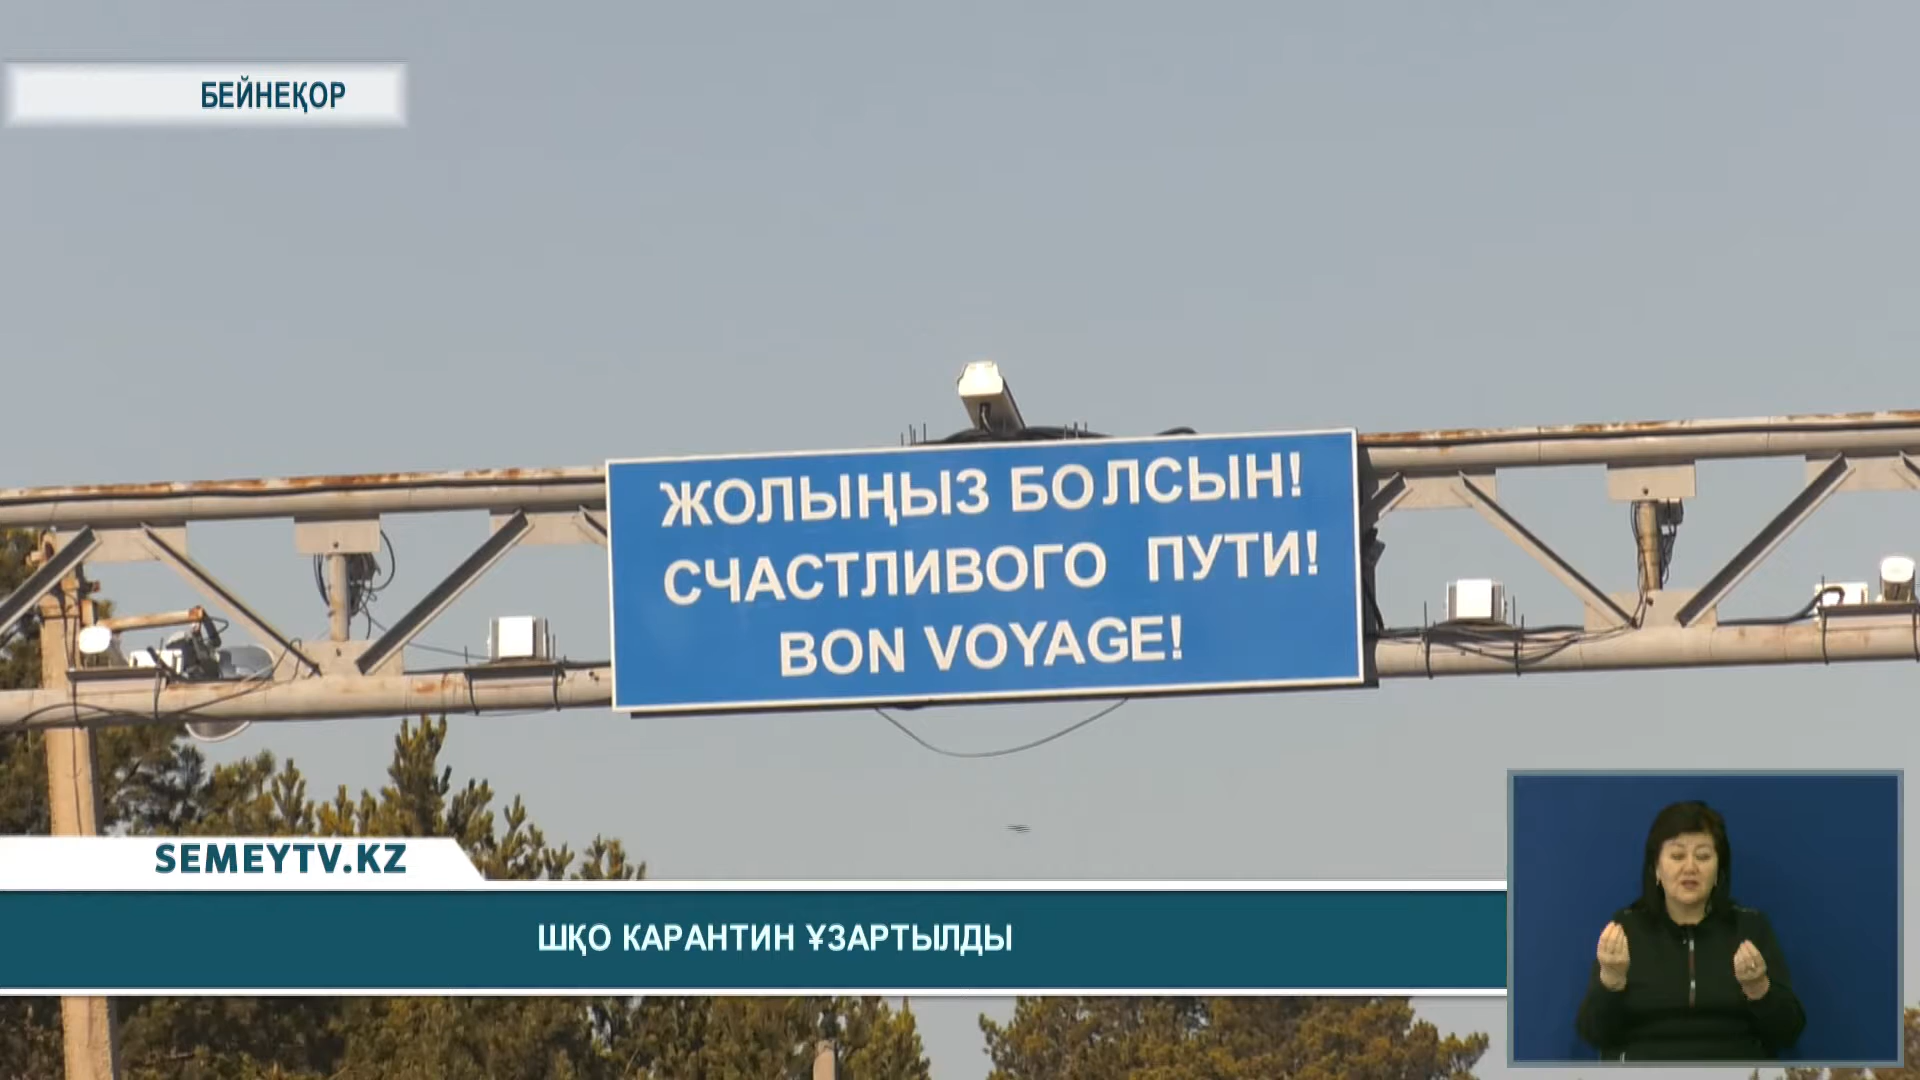 БЕЙНЕҚОР
ЖОЛЫҢЫЗ БОЛСЫН!
СЧАСТЛИВОГО ПУТИ!
BON VOYAGE!
SEMEYTV.KZ
ШҚО КАРАНТИН ҰЗАРТЫЛДЫ